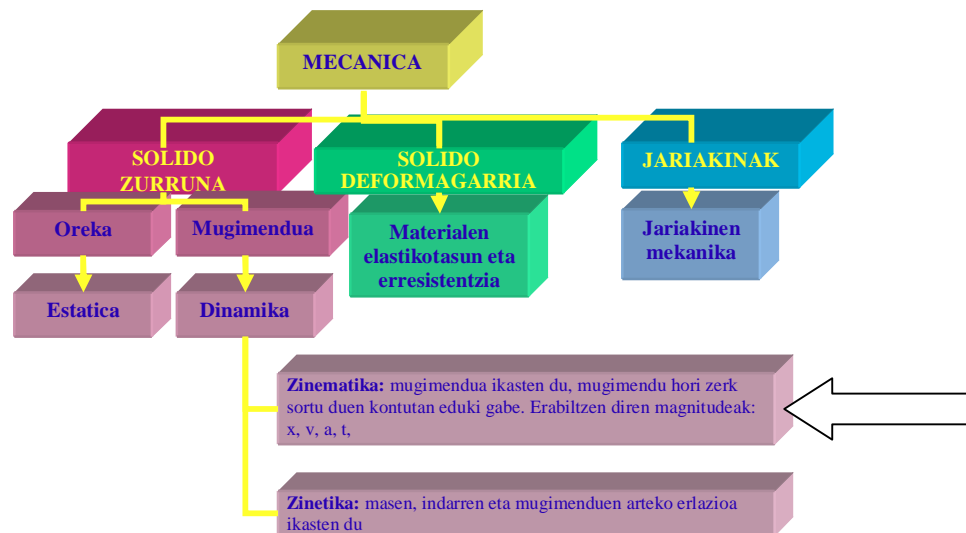 MECANICA
SOLIDO
ZURRUNA
SOLIDO
DEFORMAGARRIA
JARIAKINAK
Oreka
Mugimendua
Materialen
elastikotasun eta
erresistentzia
Jariakinen
mekanika
Estatica
Dinamika
Zinematika: mugimendua ikasten du, mugimendu hori zerk
sortu duen kontutan eduki gabe. Erabiltzen diren magnitudeak:
x, v, a, t,
Zinetika: masen, indarren eta mugimenduen arteko erlazioa
ikasten du